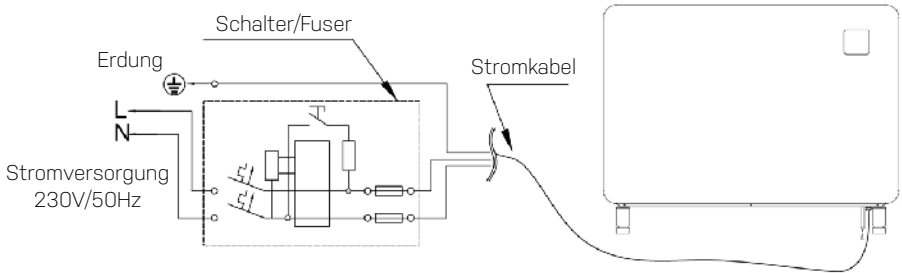 Schalter/Fuser
Erdung
Stromkabel
L
N
Stromversorgung
230V/50Hz